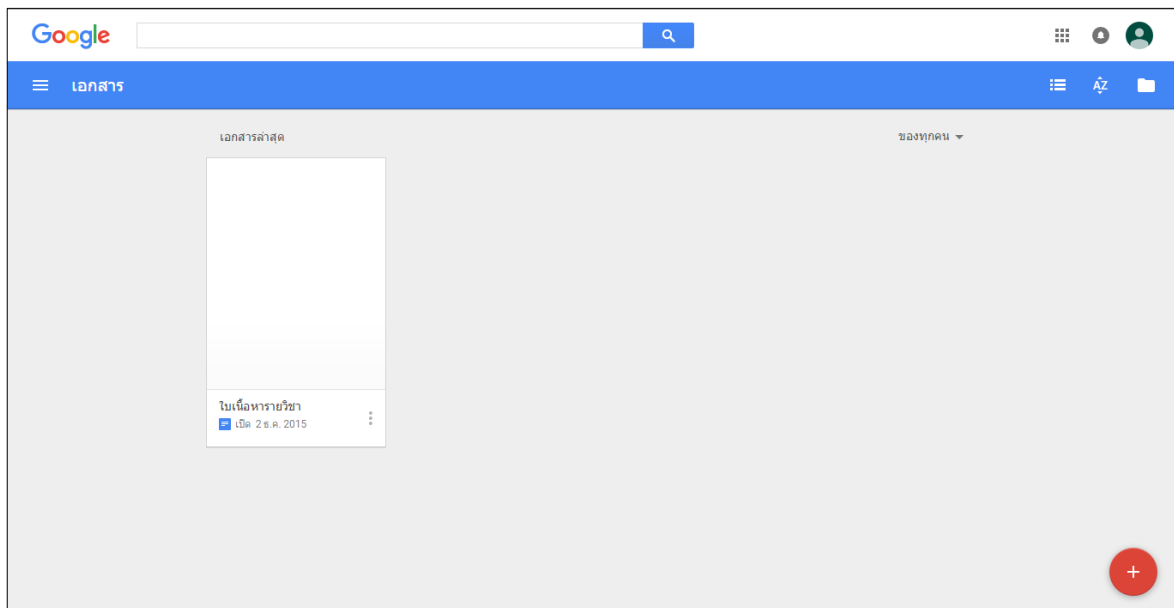 Google
เอกสาร
AZ
เอกสารล่าสุด
ของทุกคน
ใบเนื้อหารายวิชา
เปิด 2 ธ.ค. 2015